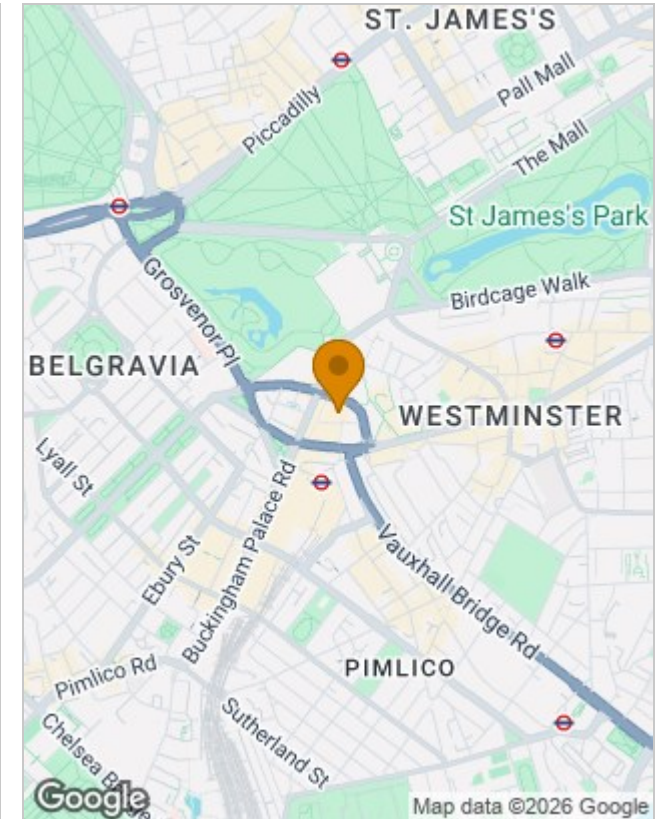 ST. JAMES'S
Pall Mall
Piccadilly
The Mall
St James's Park
Grosvenor Pl
Birdcage Walk
BELGRAVIA
WESTMINSTER
Lyall St
Buckingham Palace Rd
Ebury St
Vauxhall Bridge Rd
PIMLICO
Pimlico Rd
Sutherland St
Chelsea Bridge
Google
Map data ©2026 Google